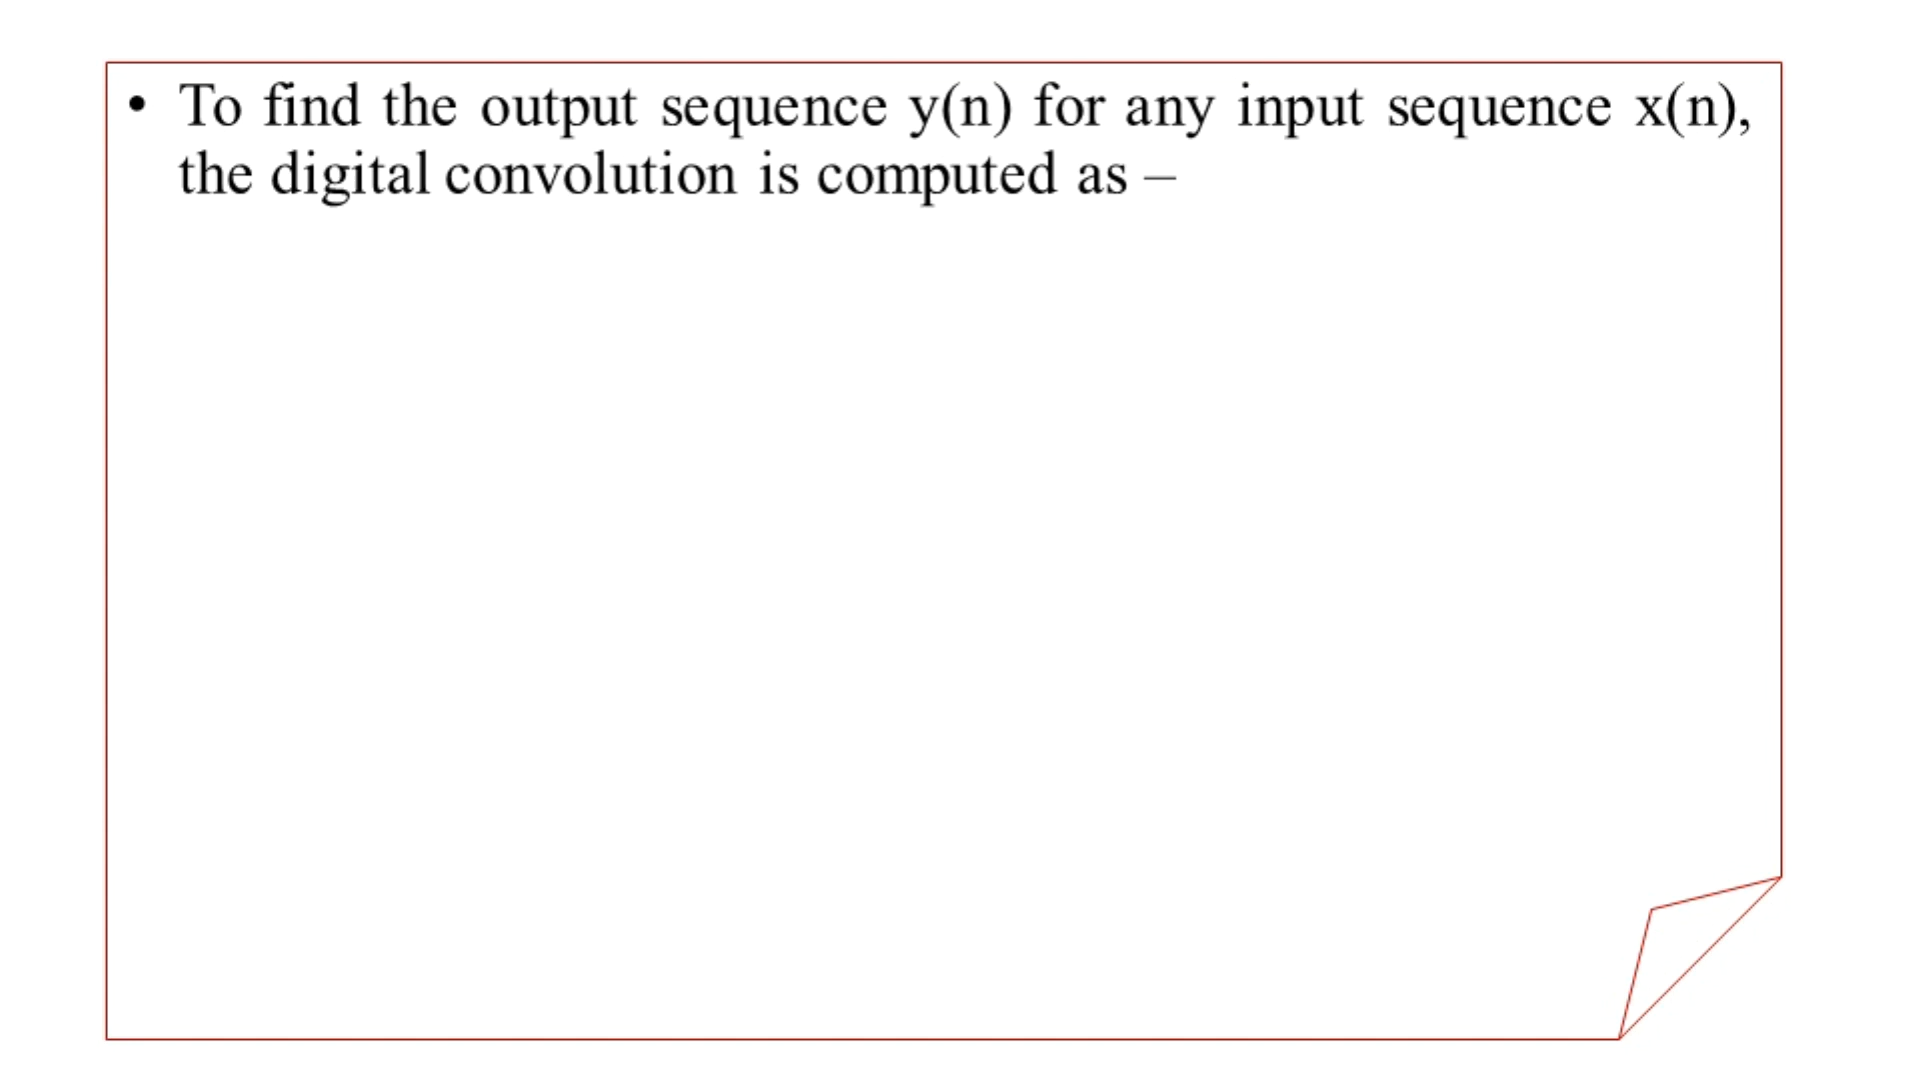 • To find the output sequence y(n) for any input sequence x(n),
the digital convolution is computed as –